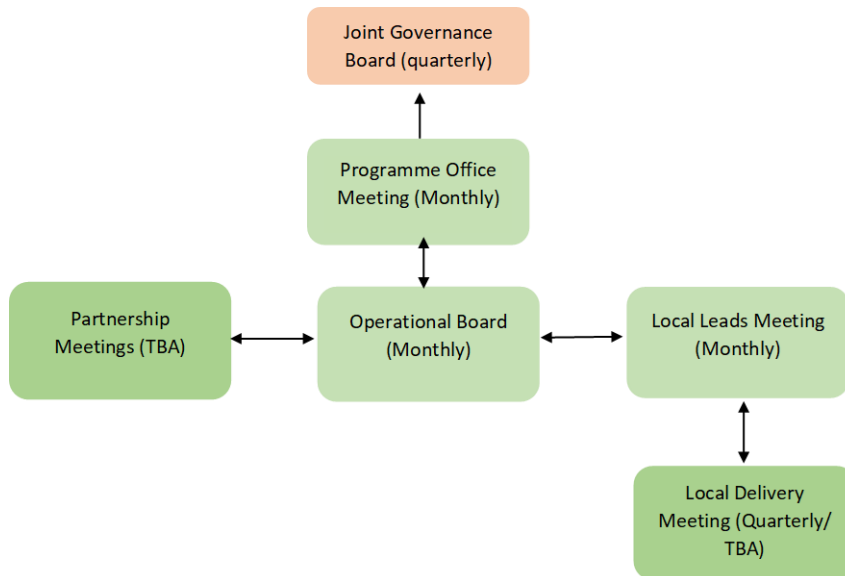 Joint Governance
Board (quarterly)
Programme Office
Meeting (Monthly)
Partnership
Meetings (TBA)
Operational Board
(Monthly)
Local Leads Meeting
(Monthly)
Local Delivery
Meeting (Quarterly/
TBA)